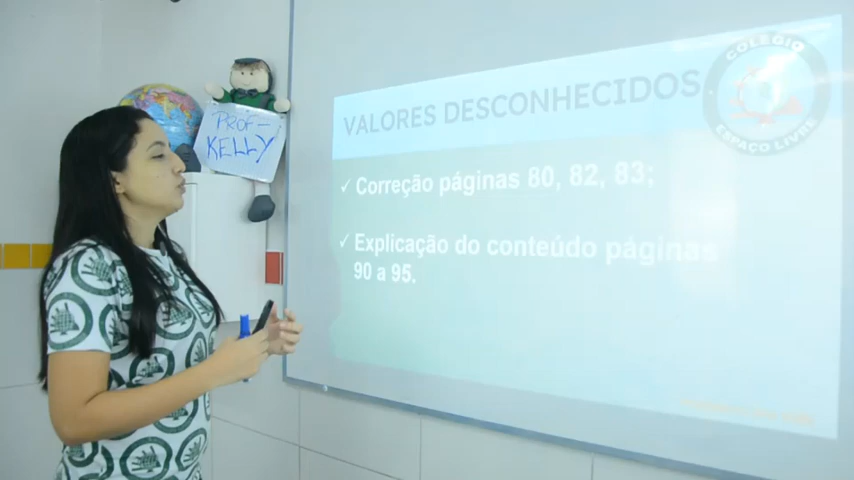 VALORES DESCONHECIDOS
COLÉGIO
ESPAÇO LIVRE
PROF-
KELLY
✓ Correção páginas 80, 82, 83;
✓ Explicação do conteúdo páginas
90 a 95.